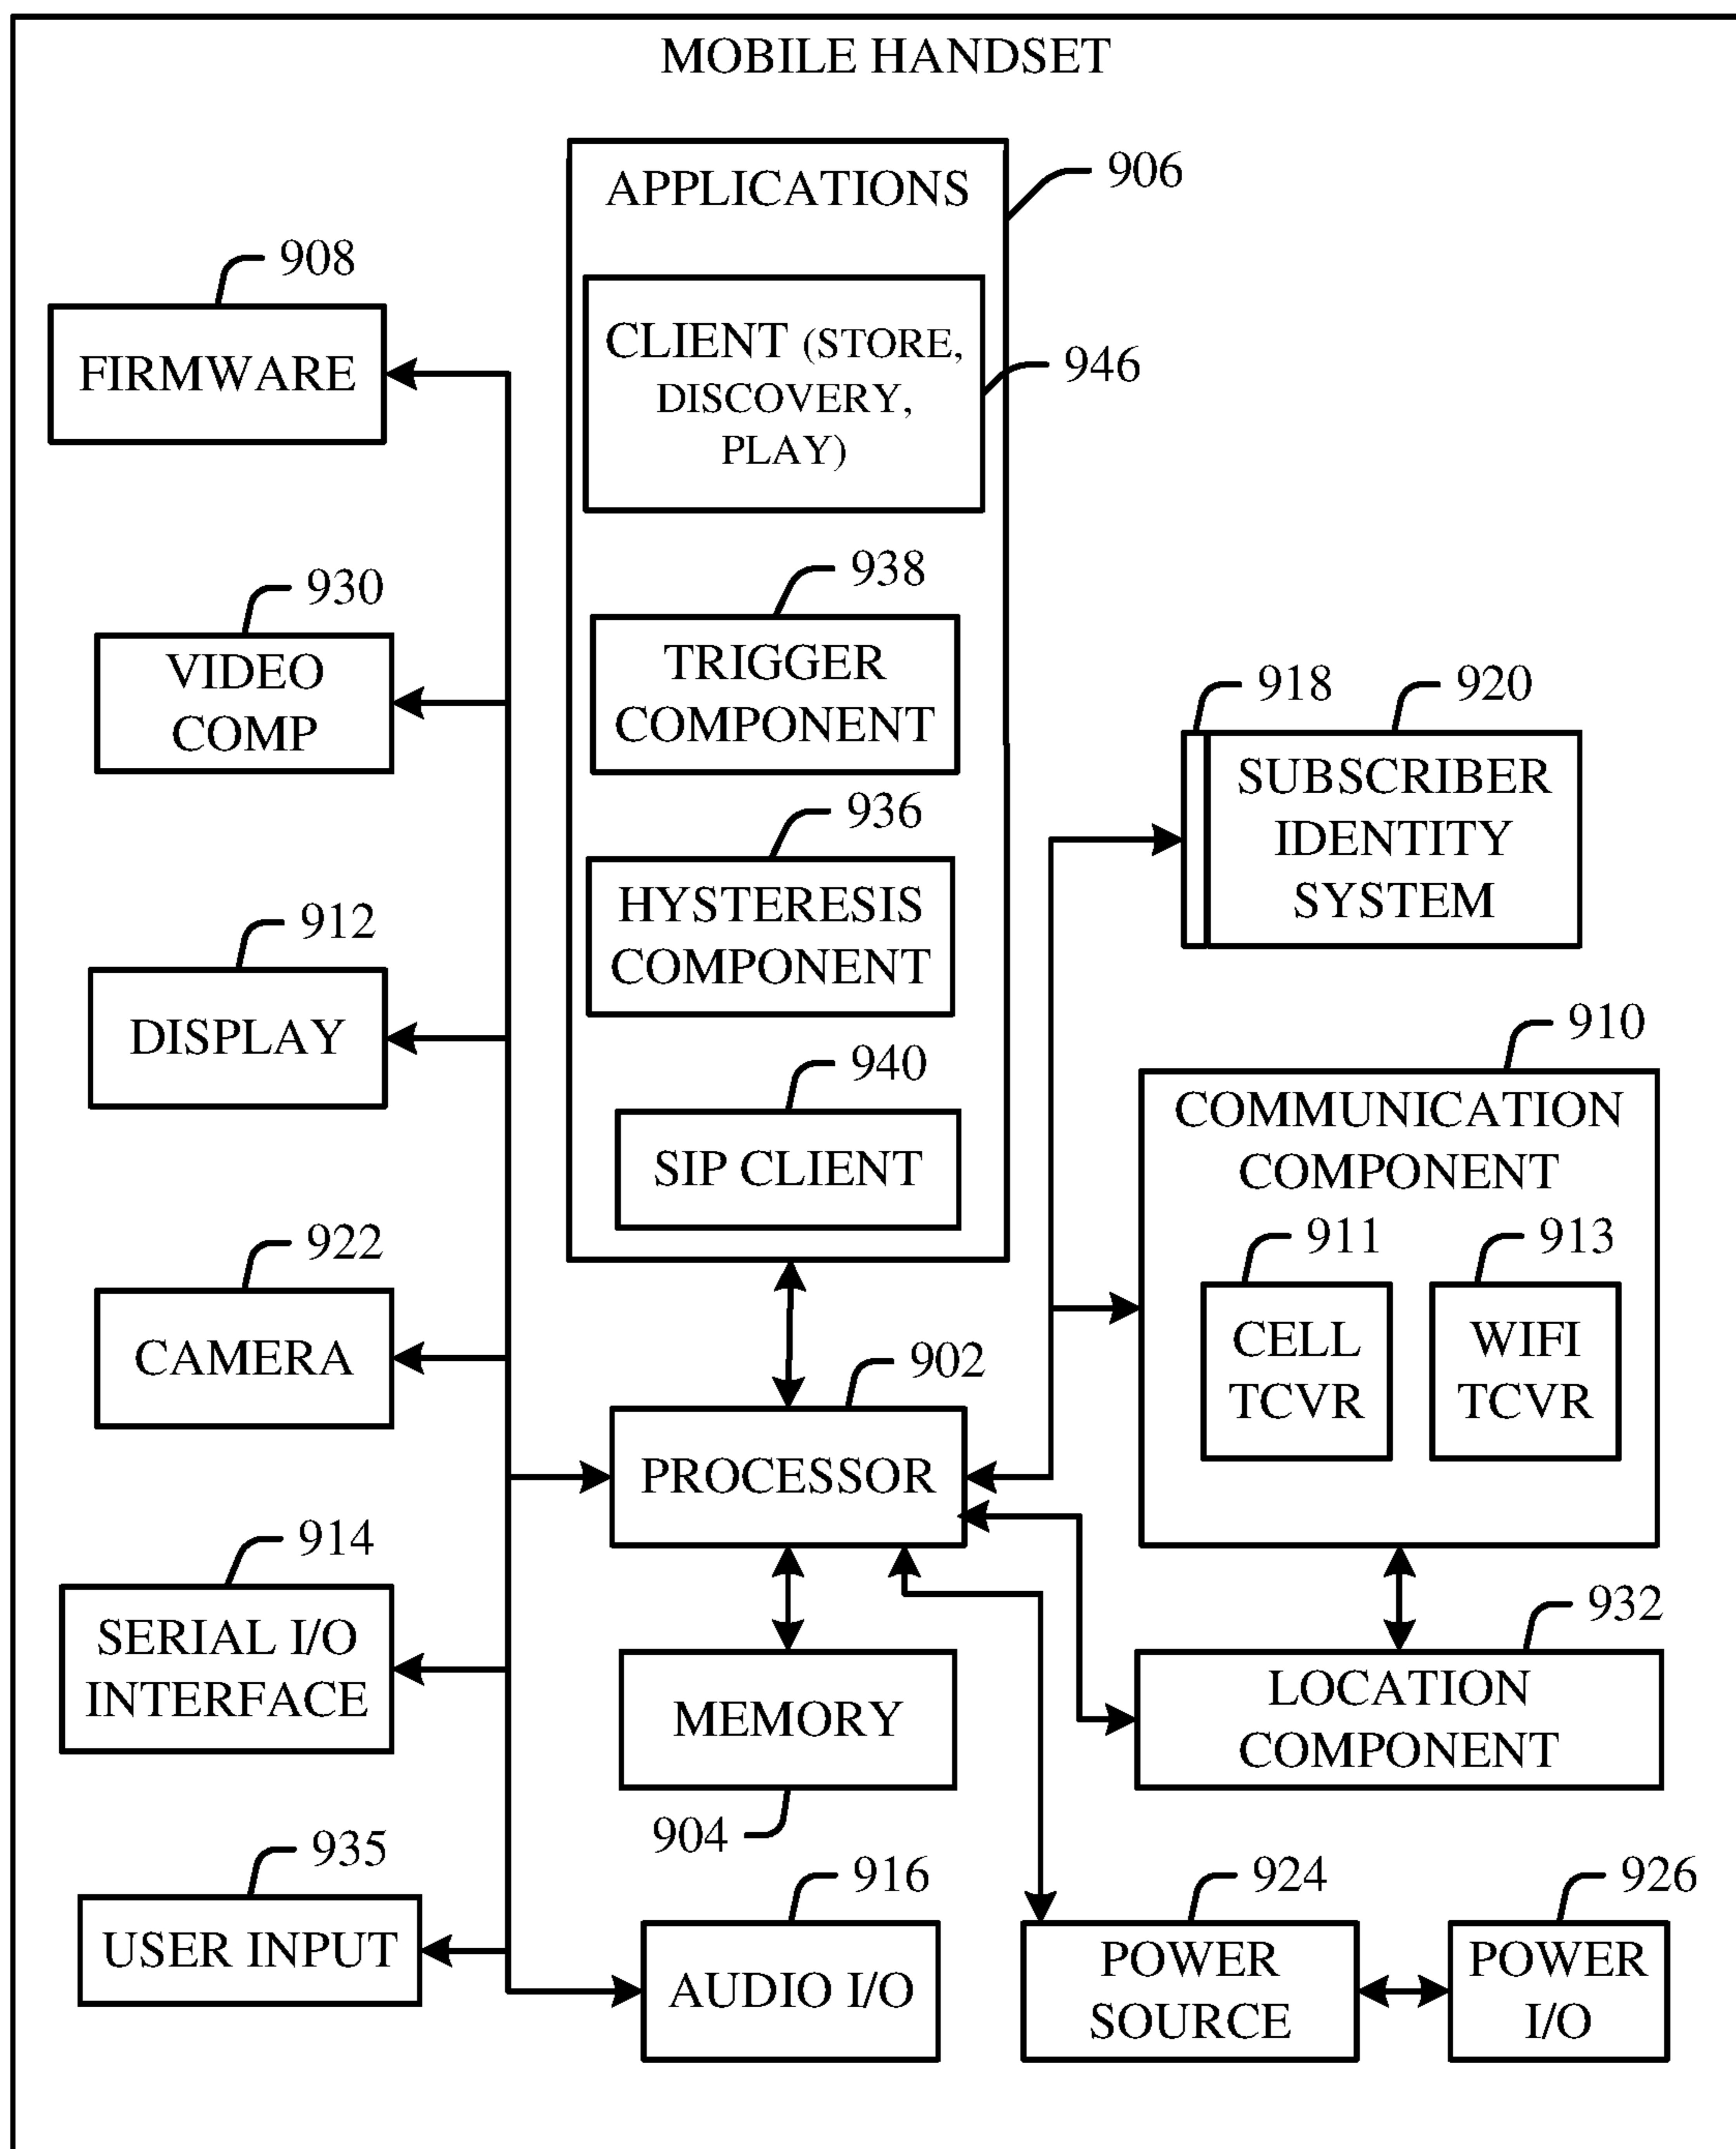 MOBILE HANDSET
906
APPLICATIONS
946
CLIENT (STORE,
DISCOVERY,
PLAY)
938
TRIGGER
COMPONENT
936
HYSTERESIS
COMPONENT
940
SIP CLIENT
908
FIRMWARE
930
VIDEO
COMP
912
DISPLAY
922
CAMERA
914
SERIAL I/O
INTERFACE
935
USER INPUT
902
PROCESSOR
MEMORY
904
916
AUDIO I/O
918
920
SUBSCRIBER
IDENTITY
SYSTEM
910
COMMUNICATION
COMPONENT
911
CELL
TCVR
913
WIFI
TCVR
932
LOCATION
COMPONENT
924
POWER
SOURCE
926
POWER
I/O